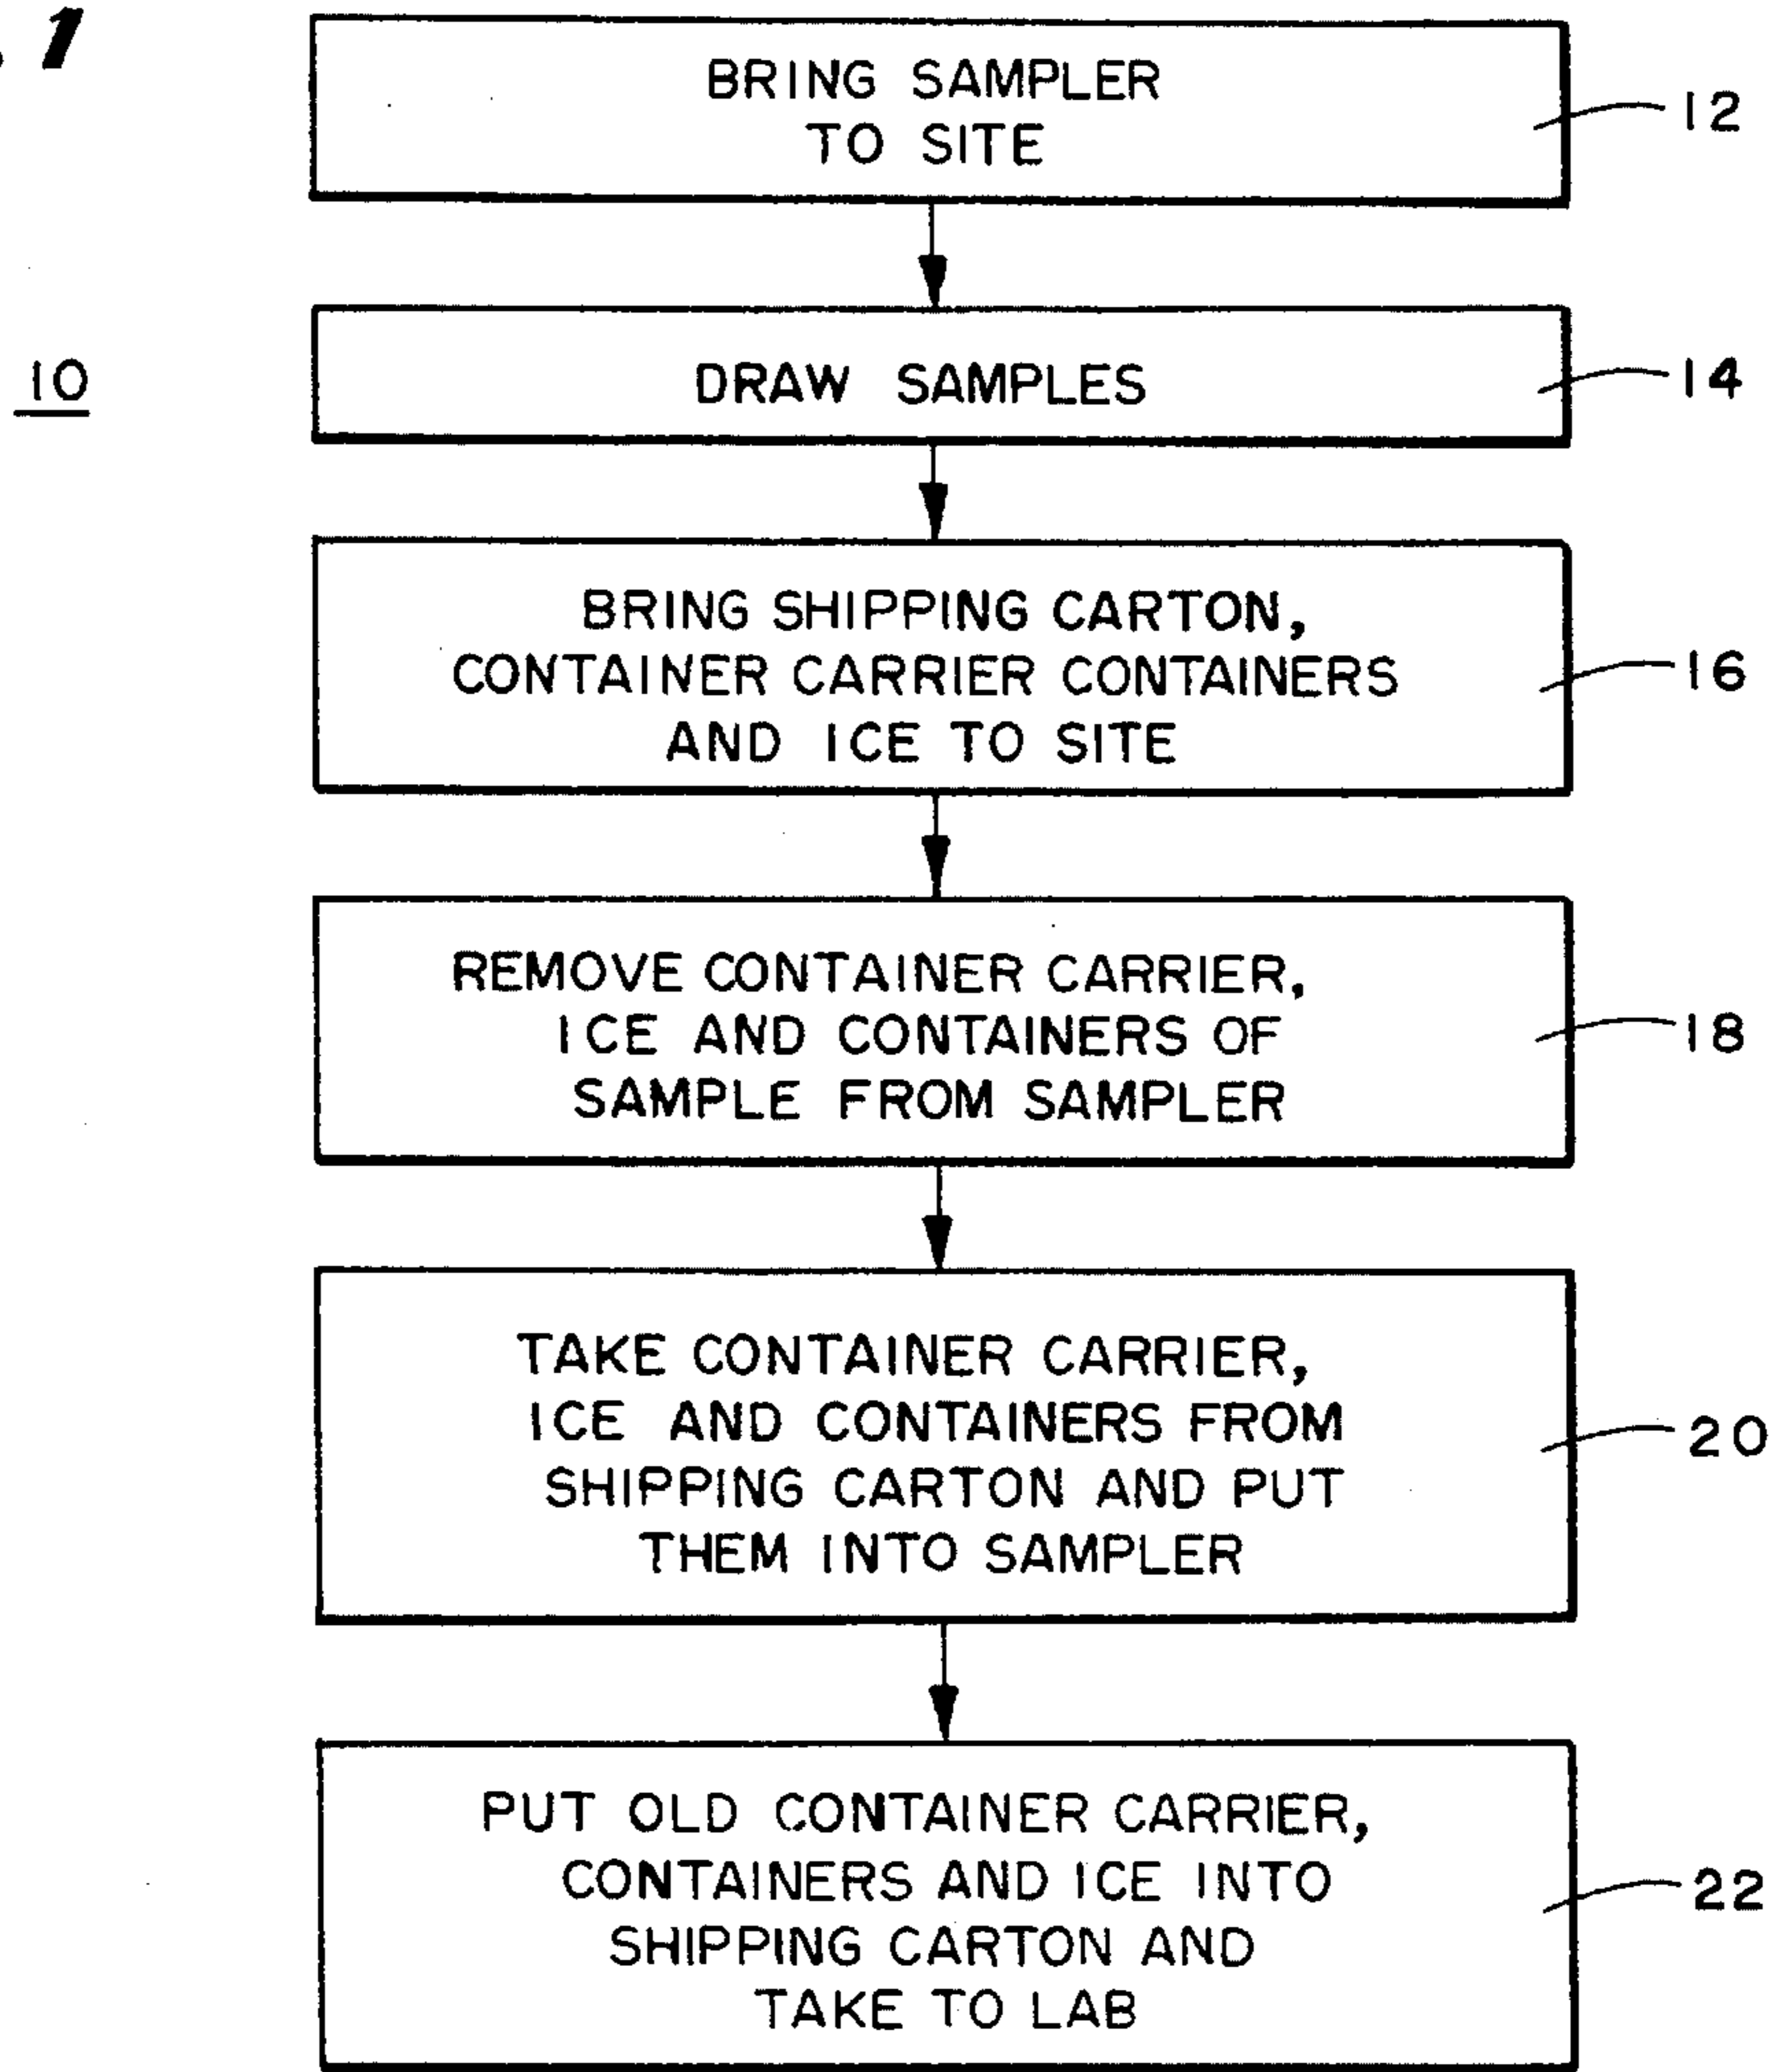 1
BRING SAMPLER
TO SITE
12
10
DRAW SAMPLES
14
BRING SHIPPING CARTON,
CONTAINER CARRIER CONTAINERS
AND ICE TO SITE
16
REMOVE CONTAINER CARRIER,
ICE AND CONTAINERS OF
SAMPLE FROM SAMPLER
18
TAKE CONTAINER CARRIER,
ICE AND CONTAINERS FROM
SHIPPING CARTON AND PUT
THEM INTO SAMPLER
20
PUT OLD CONTAINER CARRIER,
CONTAINERS AND ICE INTO
SHIPPING CARTON AND
TAKE TO LAB
22